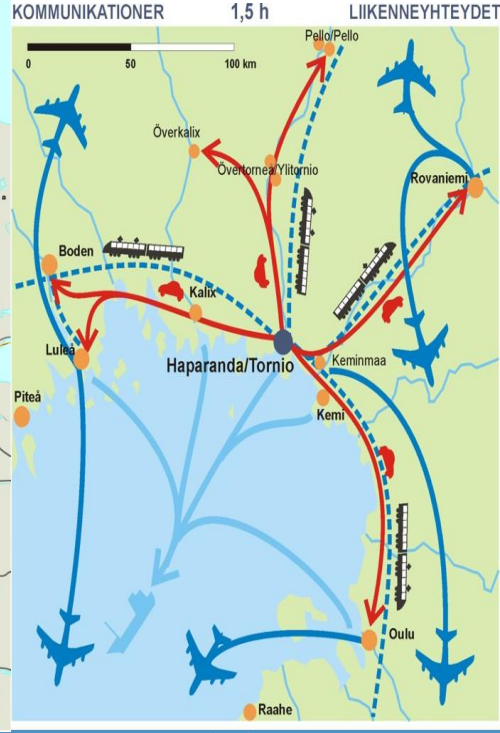 KOMMUNIKATIONER 1,5 h LIIKENNEYHTEYDET
Pello/Pello
0 50 100 km
Överkalix
Övertorneå/Ylitornio
Rovaniemi
Boden
Kalix
Luleå
Haparanda/Tornio
Keminmaa
Piteå
Kemi
Oulu
Raahe